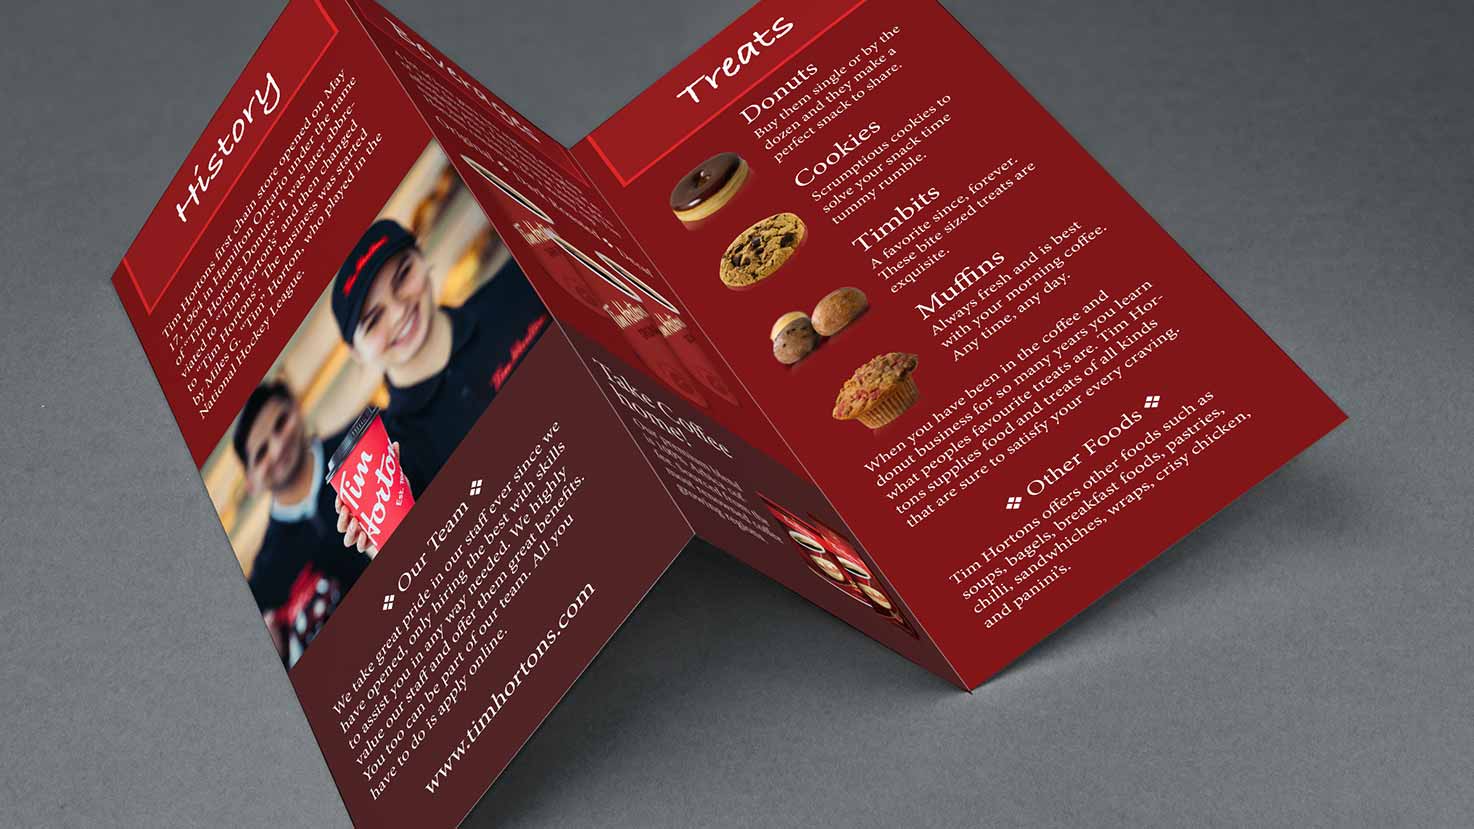 History
Tim Hortons first chain store opened on May
17, 1964 in Hamilton Ontario under the name
of "Tim Hortons Donuts". It was later abbre-
viated to "Tim Horton's" and then changed
to "Tim Hortons". The business was started
by Miles G. "Tim" Horton who played in the
National Hockey League.
Tim Hortons
Tim
Horton
Est.
Our Team
We take great pride in our staff ever since we
have opened, only hiring the best with skills
to assist you in any way needed. We highly
value our staff and offer them great benefits.
You too can be part of our team. All you
have to do is apply online.
www.timhortons.com
Beverages
Original
Take Coffee
home!
Treats
Donuts
Buy them single or by the
dozen and they make a
perfect snack to share.
Cookies
Scrumptious cookies to
solve your snack time
tummy rumble.
Timbits
A favorite since, forever.
These bite sized treats are
exquisite.
Muffins
Always fresh and is best
with your morning coffee.
Any time, any day.
When you have been in the coffee and
donut business for so many years you learn
what peoples favourite treats are. Tim Hor-
tons supplies food and treats of all kinds
that are sure to satisfy your every craving.
Other Foods
Tim Hortons offers other foods such as
soups, bagels, breakfast foods, pastries,
chilli, sandwhiches, wraps, crisy chicken,
and panini's.